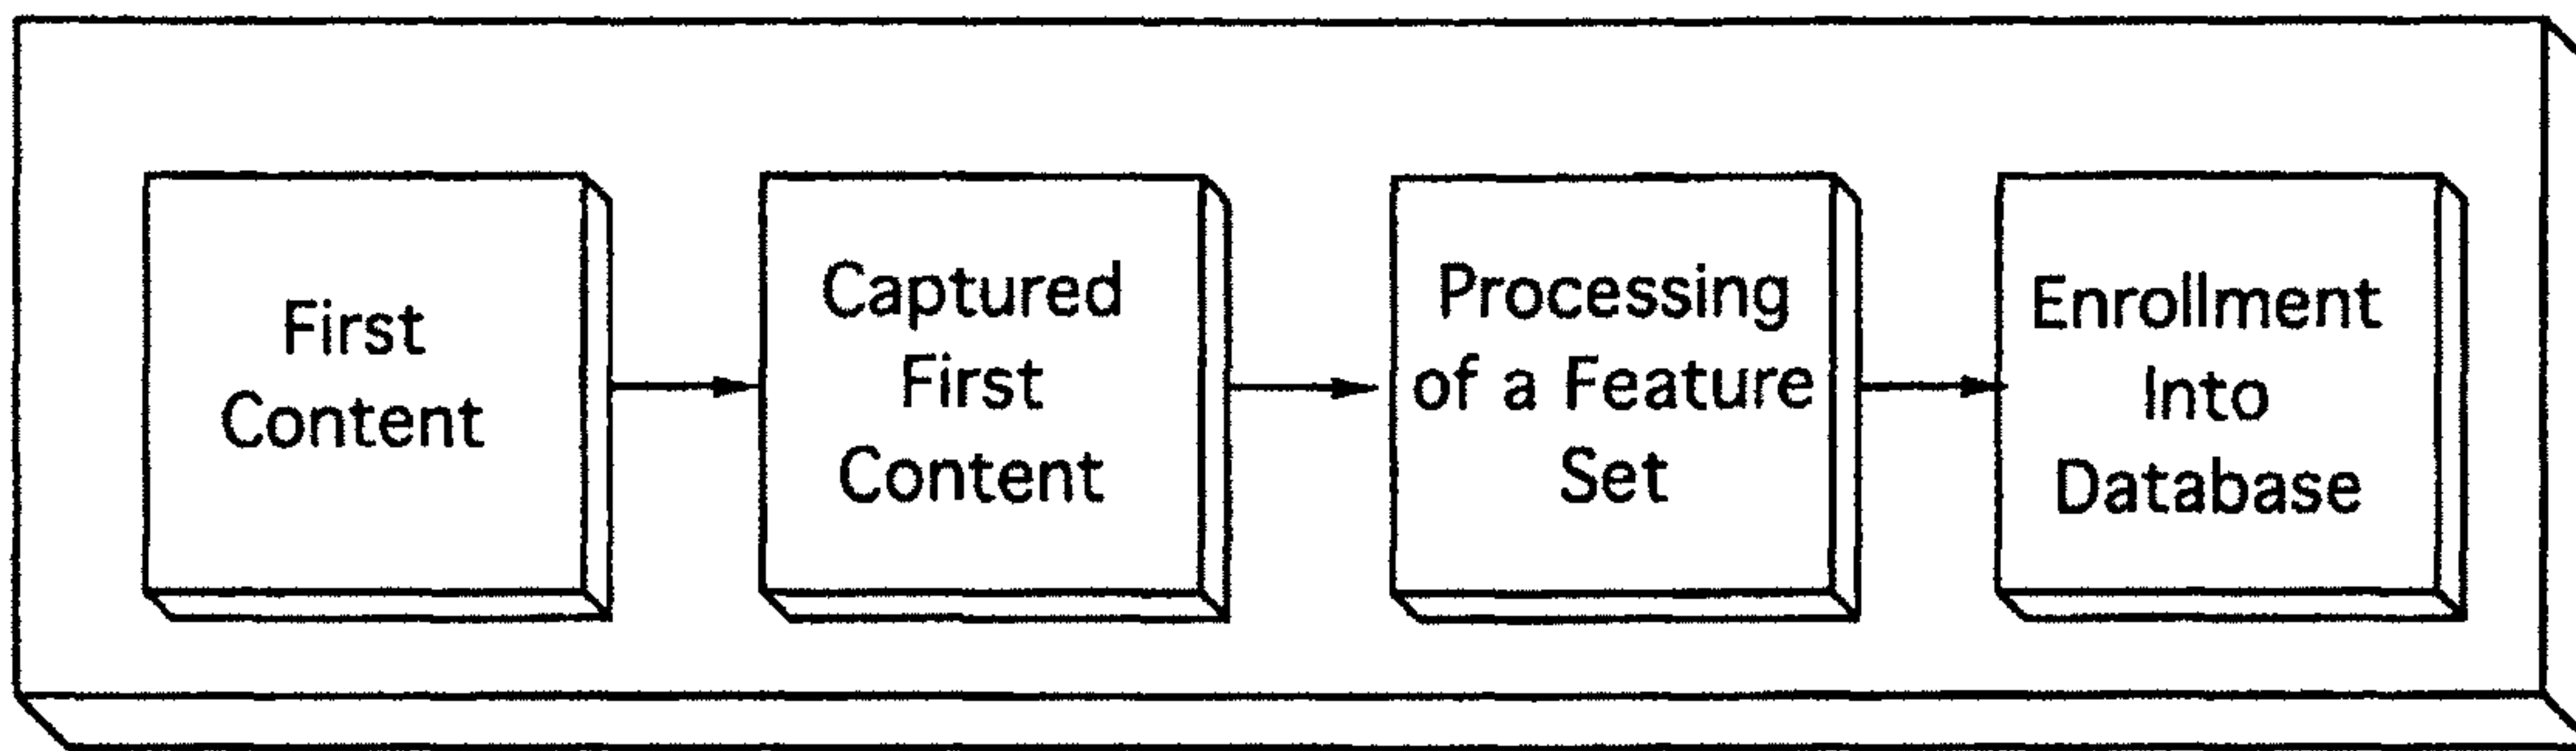 First
Content
Captured
First
Content
Processing
of a Feature
Set
Enrollment
Into
Database